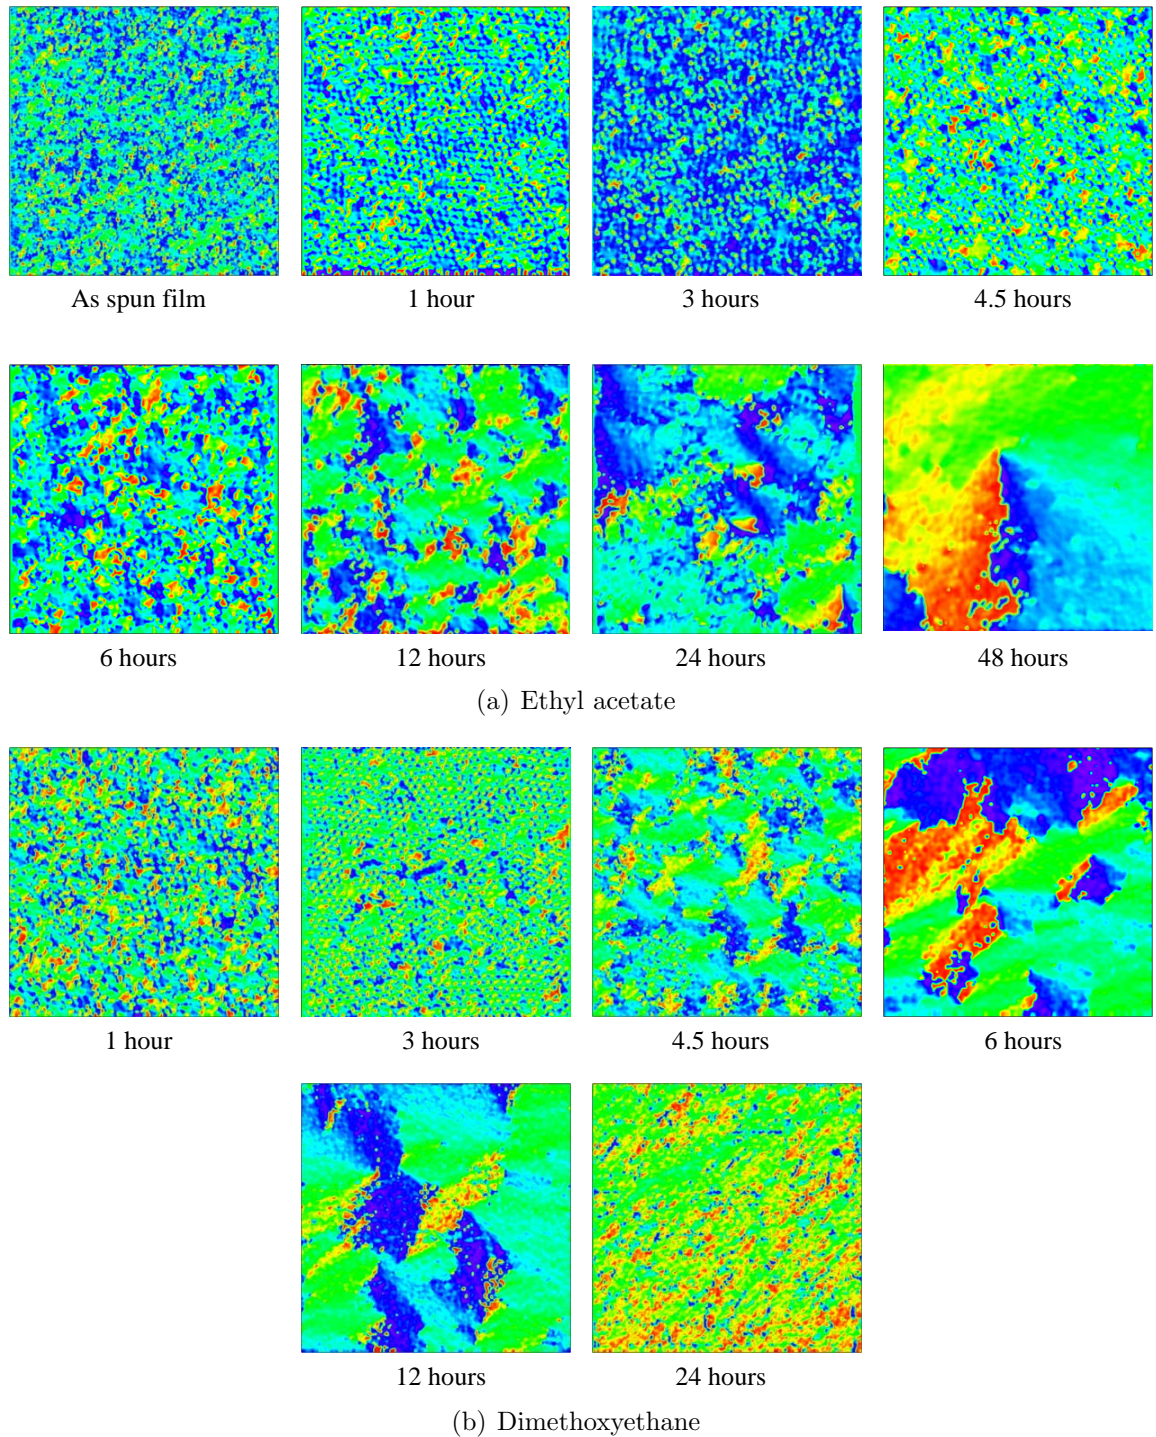 As spun film 1 hour 3 hours 4.5 hours
6 hours 12 hours 24 hours 48 hours
(a) Ethyl acetate
1 hour 3 hours 4.5 hours 6 hours
12 hours 24 hours
(b) Dimethoxyethane